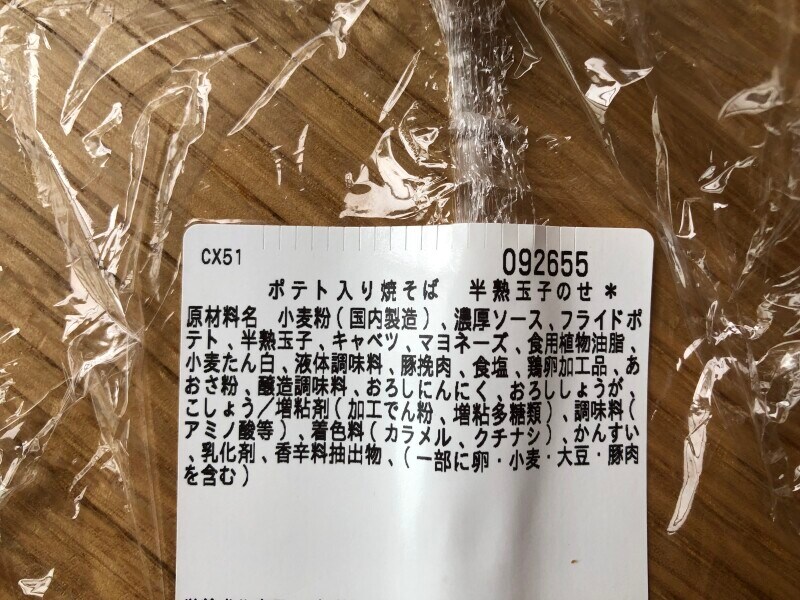 CX51 092655
ポテト入り焼そば 半熟玉子のせ＊
原材料名 小麦粉(国内製造)、濃厚ソース、フライドポ
テト、半熟玉子、キャベツ、マヨネーズ、食用植物油脂、
小麦たん白、液体調味料、豚挽肉、食塩、鶏卵加工品、あ
おさ粉、醸造調味料、おろしにんにく、おろししょうが、
こしょう／増粘剤(加工でん粉、増粘多糖類)、調味料(
アミノ酸等)、着色料(カラメル、クチナシ)、かんすい
、乳化剤、香辛料抽出物、(一部に卵・小麦・大豆・豚肉
を含む)